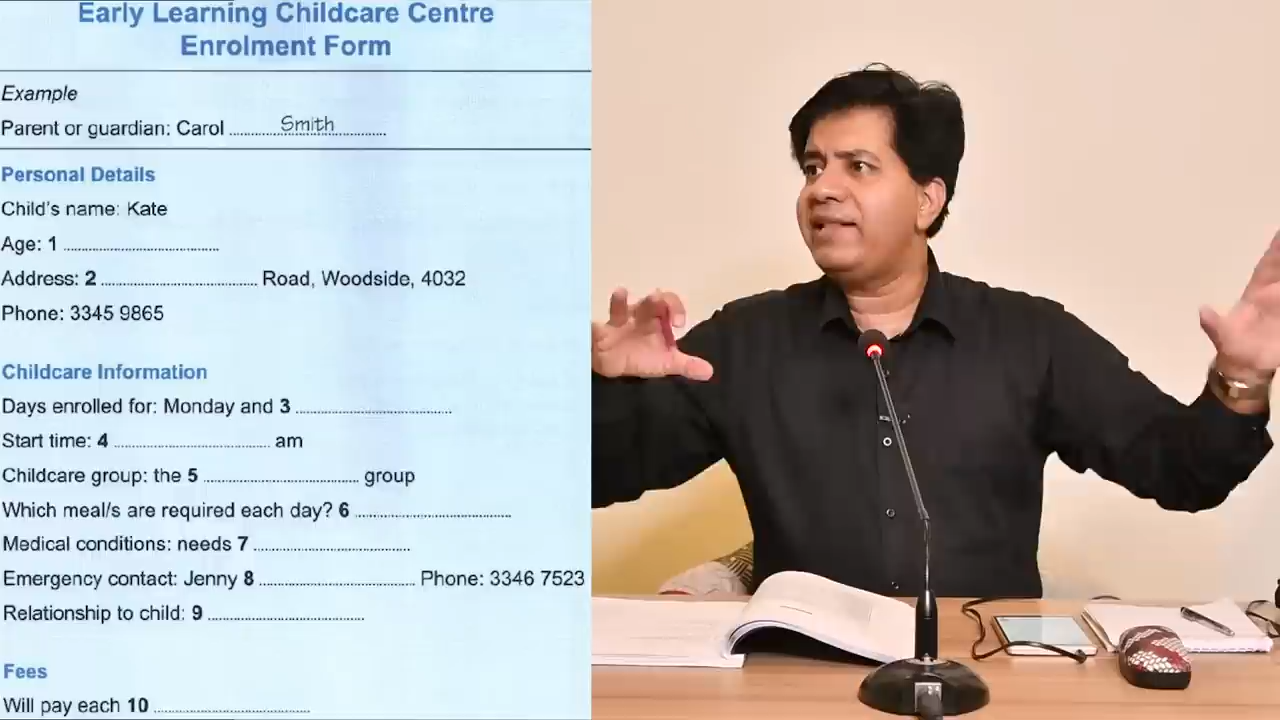 Early Learning Childcare Centre
Enrolment Form
Example
Parent or guardian: Carol ........................ Smith
Personal Details
Child's name: Kate
Age: 1 ........................
Address: 2 ........................ Road, Woodside, 4032
Phone: 3345 9865
Childcare Information
Days enrolled for: Monday and 3 ........................
Start time: 4 ........................ am
Childcare group: the 5 ........................ group
Which meal/s are required each day? 6 ........................
Medical conditions: needs 7 ........................
Emergency contact: Jenny 8 ........................ Phone: 3346 7523
Relationship to child: 9 ........................
Fees
Will pay each 10 ........................